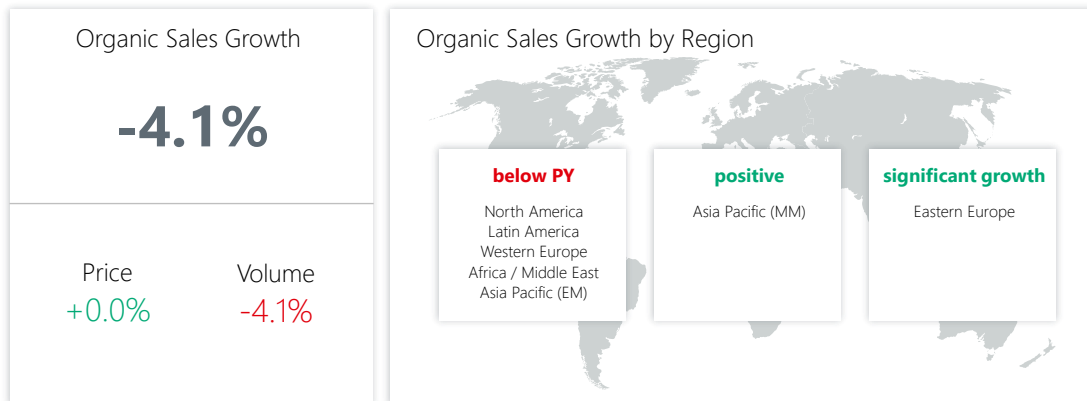 Organic Sales Growth
-4.1%
Price
+0.0%
Volume
-4.1%
Organic Sales Growth by Region
below PY
North America
Latin America
Western Europe
Africa / Middle East
Asia Pacific (EM)
positive
Asia Pacific (MM)
significant growth
Eastern Europe